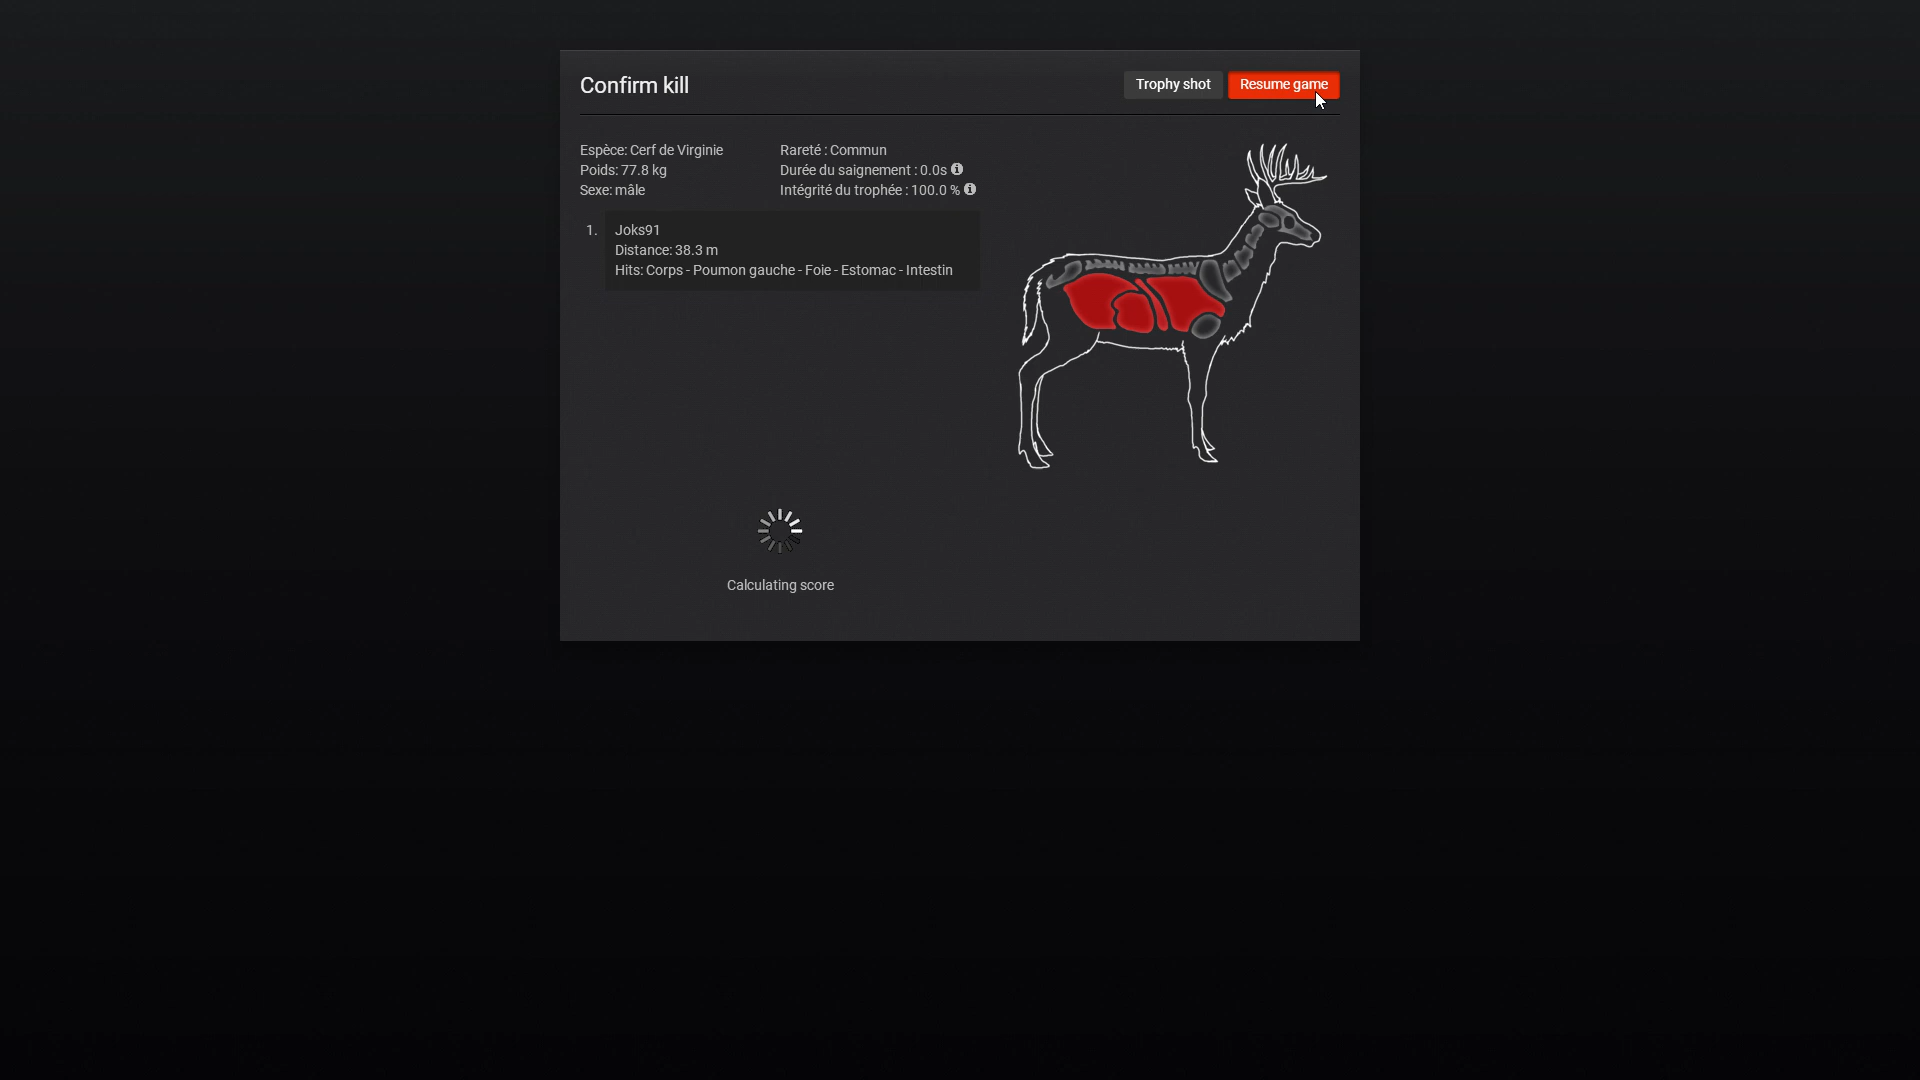 Confirm kill
Trophy shot
Resume game
Espèce: Cerf de Virginie
Poids: 77.8 kg
Sexe: mâle
Rareté : Commun
Durée du saignement : 0.0s
Intégrité du trophée : 100.0 %
1.
Joks91
Distance: 38.3 m
Hits: Corps - Poumon gauche - Foie - Estomac - Intestin
Calculating score